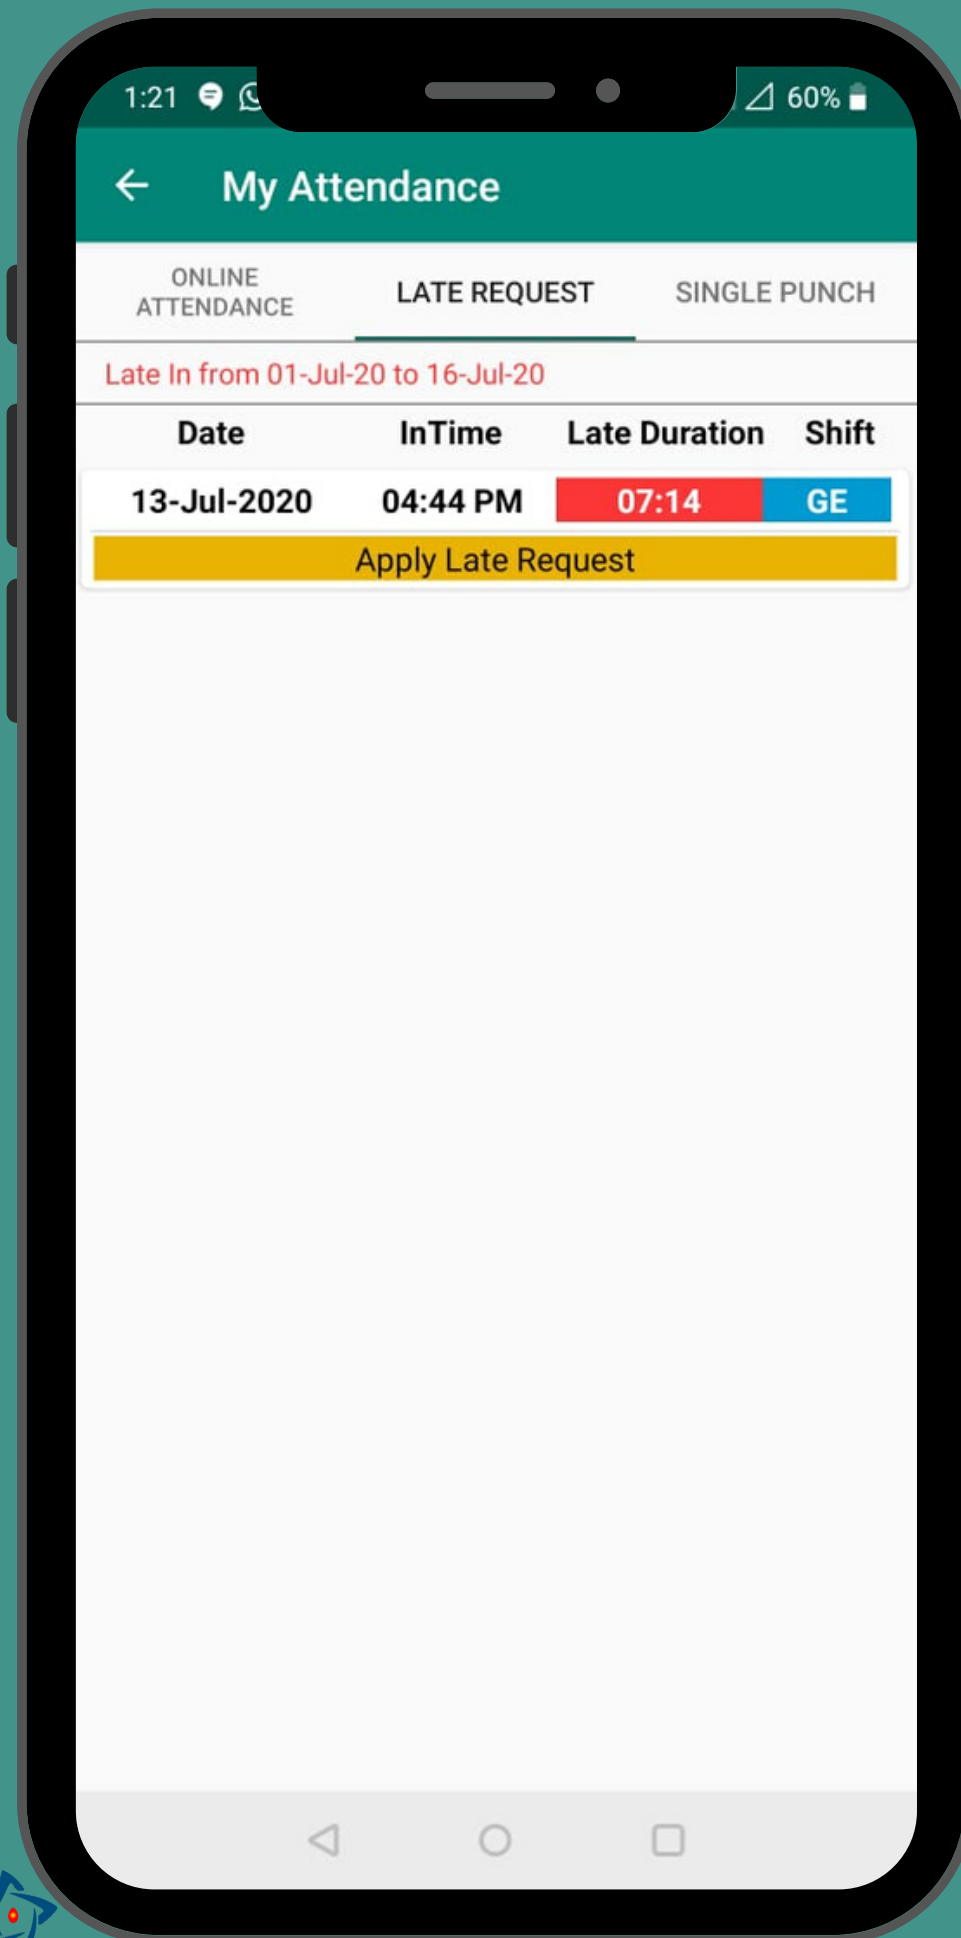 1:21 60%
My Attendance
ONLINE
ATTENDANCE
LATE REQUEST
SINGLE PUNCH
Late In from 01-Jul-20 to 16-Jul-20
Date InTime Late Duration Shift
13-Jul-2020 04:44 PM 07:14 GE
Apply Late Request